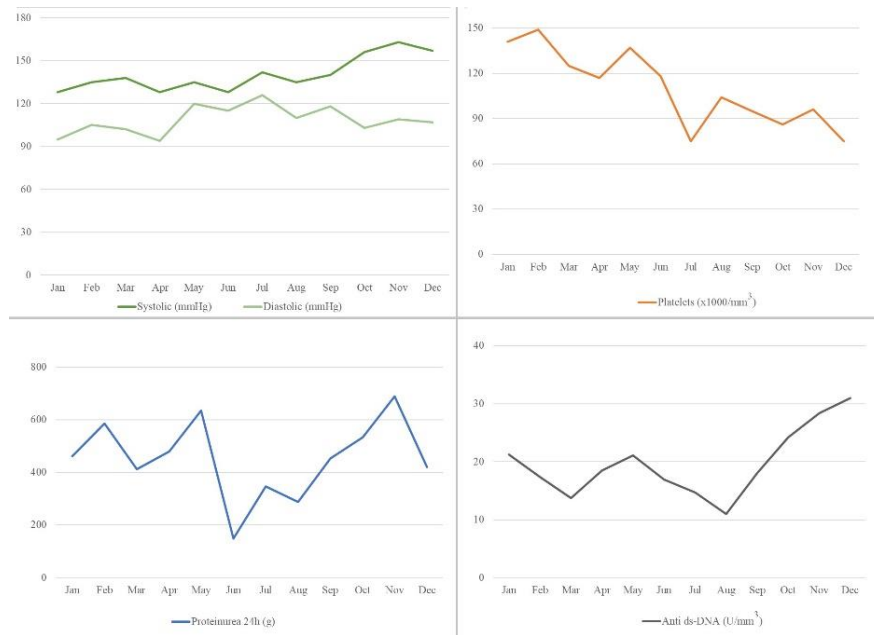 180
150
120
90
60
30
0
Jan Feb Mar Apr May Jun Jul Aug Sep Oct Nov Dec
Systolic (mmHg) Diastolic (mmHg)
150
120
90
60
30
0
Jan Feb Mar Apr May Jun Jul Aug Sep Oct Nov Dec
Platelets (x1000/mm³)
800
600
400
200
0
Jan Feb Mar Apr May Jun Jul Aug Sep Oct Nov Dec
Proteinurea 24h (g)
40
30
20
10
0
Jan Feb Mar Apr May Jun Jul Aug Sep Oct Nov Dec
Anti ds-DNA (U/mm³)